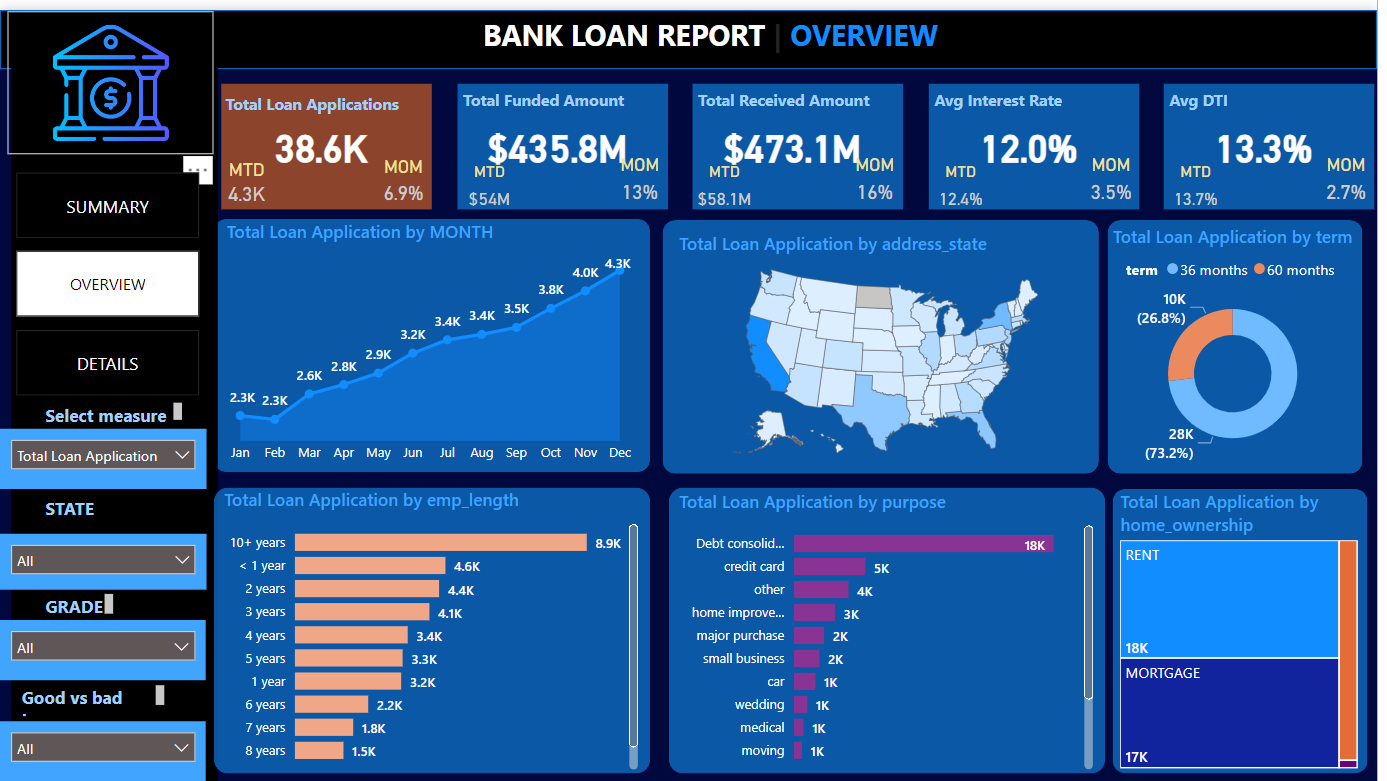 BANK LOAN REPORT | OVERVIEW
Total Loan Applications
38.6K
MTD
MOM
4.3K
6.9%
Total Funded Amount
$435.8M
MTD
MOM
$54M
13%
Total Received Amount
$473.1M
MTD
MOM
$58.1M
16%
Avg Interest Rate
12.0%
MTD
MOM
12.4%
3.5%
Avg DTI
13.3%
MTD
MOM
13.7%
2.7%
...
SUMMARY
OVERVIEW
DETAILS
Select measure
Total Loan Application
STATE
All
GRADE
All
Good vs bad
All
Total Loan Application by MONTH
2.3K
2.3K
2.6K
2.8K
2.9K
3.2K
3.4K
3.4K
3.5K
3.8K
4.0K
4.3K
Jan Feb Mar Apr May Jun Jul Aug Sep Oct Nov Dec
Total Loan Application by address_state
Total Loan Application by term
term 36 months 60 months
10K
(26.8%)
28K
(73.2%)
Total Loan Application by emp_length
10+ years 8.9K
< 1 year 4.6K
2 years 4.4K
3 years 4.1K
4 years 3.4K
5 years 3.3K
1 year 3.2K
6 years 2.2K
7 years 1.8K
8 years 1.5K
Total Loan Application by purpose
Debt consolid... 18K
credit card 5K
other 4K
home improve... 3K
major purchase 2K
small business 2K
car 1K
wedding 1K
medical 1K
moving 1K
Total Loan Application by
home_ownership
RENT
18K
MORTGAGE
17K